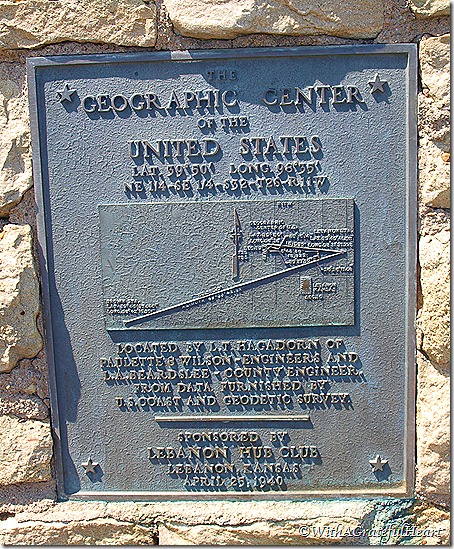 THE
GEOGRAPHIC CENTER
OF THE
UNITED STATES
LAT. 39°50' LONG. 98°35'
NE 1/4-SE 1/4-S32-T2S-R11W
LOCATED BY L.T. HAGADORN OF
PAULETTE & WILSON-ENGINEERS AND
L.A. BEARDSLEE-COUNTY ENGINEER.
FROM DATA FURNISHED BY
U.S. COAST AND GEODETIC SURVEY.
SPONSORED BY
LEBANON HUB CLUB
LEBANON, KANSAS
APRIL 25, 1940
©WithAGratefulHeart